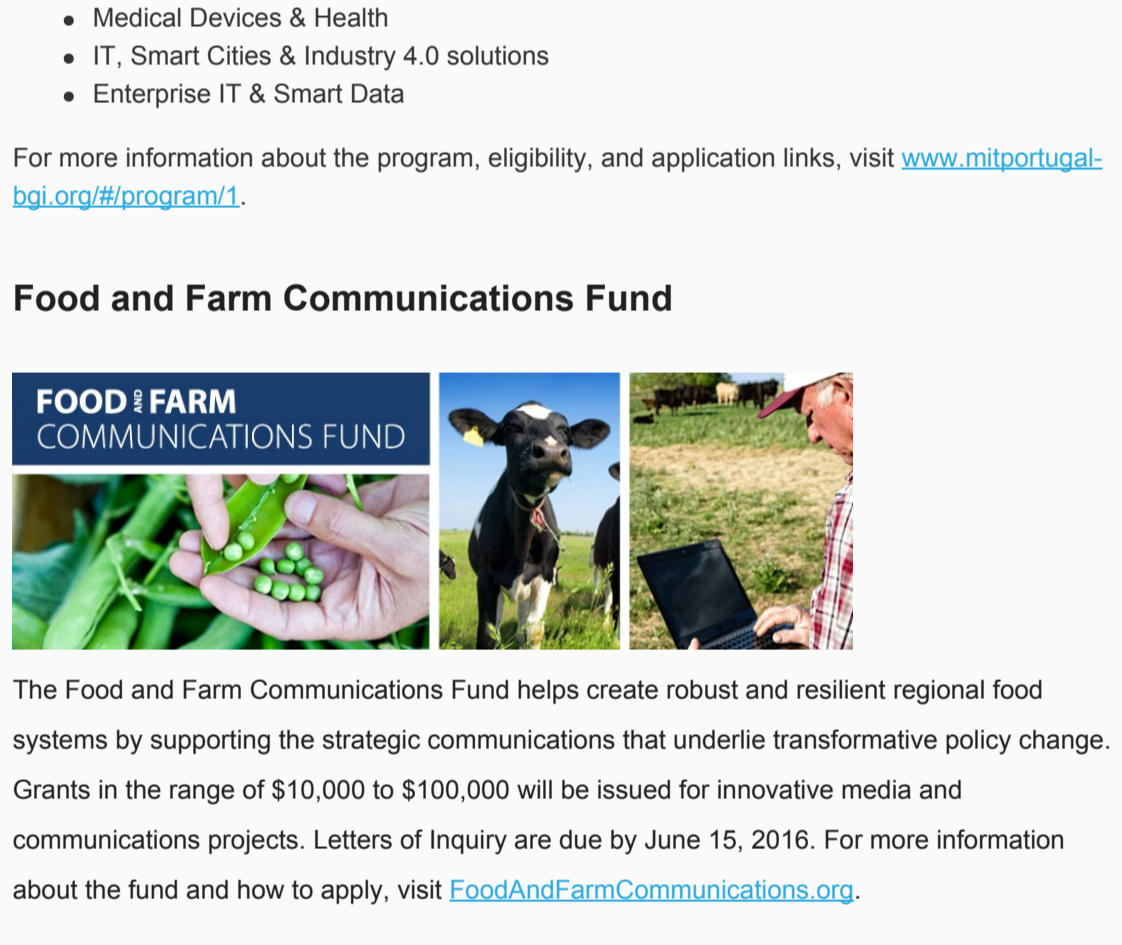 ● Medical Devices & Health
● IT, Smart Cities & Industry 4.0 solutions
● Enterprise IT & Smart Data
For more information about the program, eligibility, and application links, visit www.mitportugal-
bgi.org/#/program/1.
Food and Farm Communications Fund
FOOD AND FARM
COMMUNICATIONS FUND
The Food and Farm Communications Fund helps create robust and resilient regional food
systems by supporting the strategic communications that underlie transformative policy change.
Grants in the range of $10,000 to $100,000 will be issued for innovative media and
communications projects. Letters of Inquiry are due by June 15, 2016. For more information
about the fund and how to apply, visit FoodAndFarmCommunications.org.